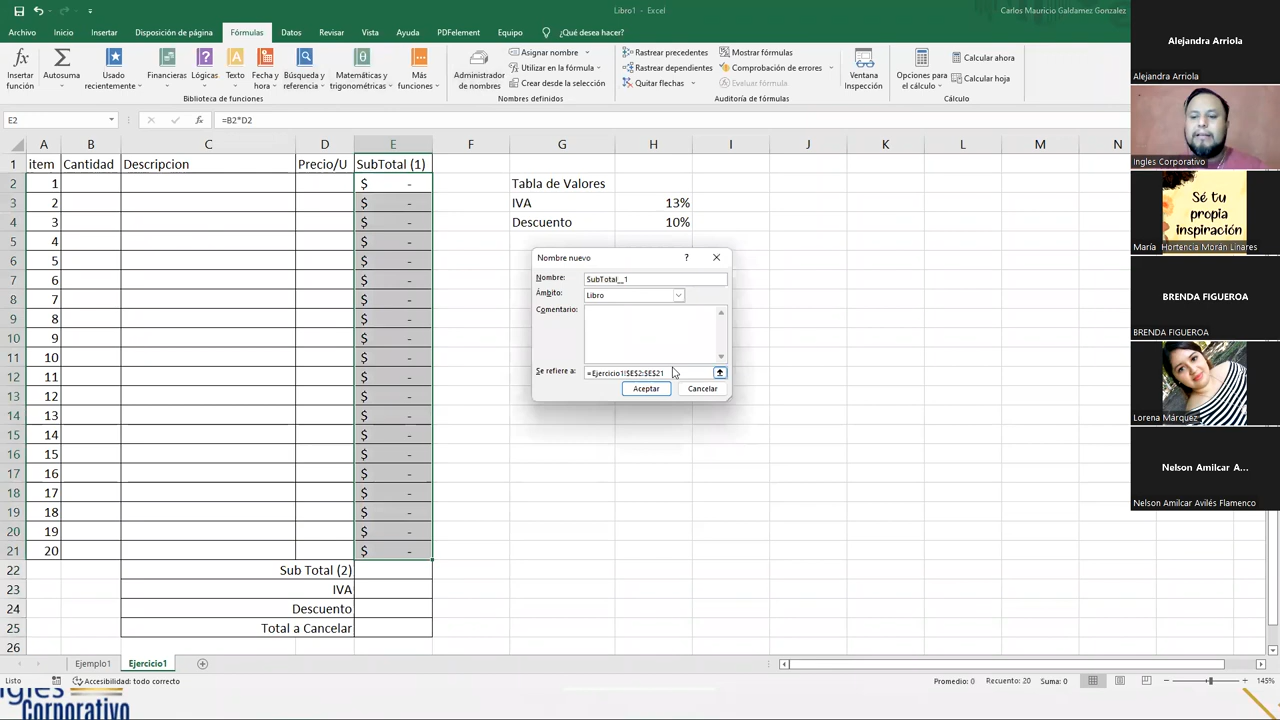 Libro1 - Excel
Carlos Mauricio Galdamez Gonzalez
Archivo Inicio Insertar Disposición de página Fórmulas Datos Revisar Vista Ayuda PDFelement Equipo ¿Qué desea hacer?
Insertar función
Autosuma
Usado recientemente
Financieras
Lógicas
Texto
Fecha y hora
Búsqueda y referencia
Matemáticas y trigonométricas
Más funciones
Biblioteca de funciones
Administrador de nombres
Asignar nombre
Utilizar en la fórmula
Crear desde la selección
Nombres definidos
Rastrear precedentes
Rastrear dependientes
Quitar flechas
Mostrar fórmulas
Comprobación de errores
Evaluar fórmula
Auditoría de fórmulas
Ventana Inspección
Opciones para el cálculo
Calcular ahora
Calcular hoja
Cálculo
E2 fx =B2*D2
A B C D E F G H I J K L M N
1 item Cantidad Descripcion Precio/U SubTotal (1)
2 1 $ - Tabla de Valores
3 2 $ - IVA 13%
4 3 $ - Descuento 10%
5 4 $ -
6 5 $ -
7 6 $ -
8 7 $ -
9 8 $ -
10 9 $ -
11 10 $ -
12 11 $ -
13 12 $ -
14 13 $ -
15 14 $ -
16 15 $ -
17 16 $ -
18 17 $ -
19 18 $ -
20 19 $ -
21 20 $ -
22 Sub Total (2)
23 IVA
24 Descuento
25 Total a Cancelar
26
Nombre nuevo ? ×
Nombre: SubTotal__1
Ámbito: Libro
Comentario:
Se refiere a: =Ejercicio1!$E$2:$E$21
Aceptar Cancelar
Ejemplo1 Ejercicio1
Listo Accesibilidad: todo correcto Promedio: 0 Recuento: 20 Suma: 0 145%
Ingles
Corporativo
Alejandra Arriola
Alejandra Arriola
Ingles Corporativo
Sé tu
propia
inspiración
María Hortencia Morán Linares
BRENDA FIGUEROA
BRENDA FIGUEROA
Lorena Márquez
Nelson Amilcar A...
Nelson Amilcar Avilés Flamenco